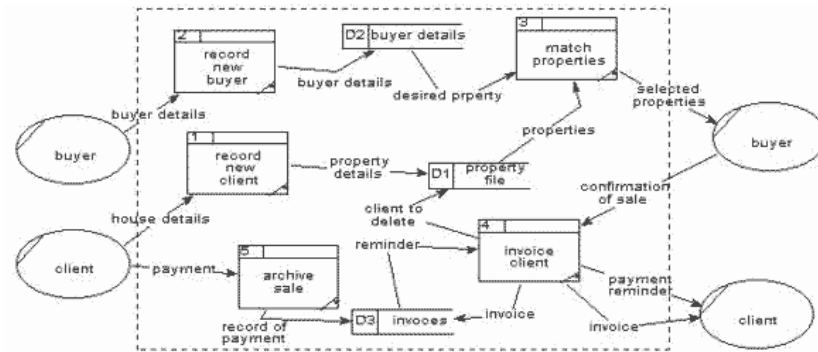 2
record
new
buyer
D2 buyer details
3
match
properties
buyer details
desired prperty
selected
properties
buyer details
buyer
1
record
new
client
property
details
D1 property
file
properties
buyer
confirmation
of sale
house details
client to
delete
4
invoice
client
client
payment
5
archive
sale
reminder
payment
reminder
record of
payment
D3 invoces
invoice
invoice
client